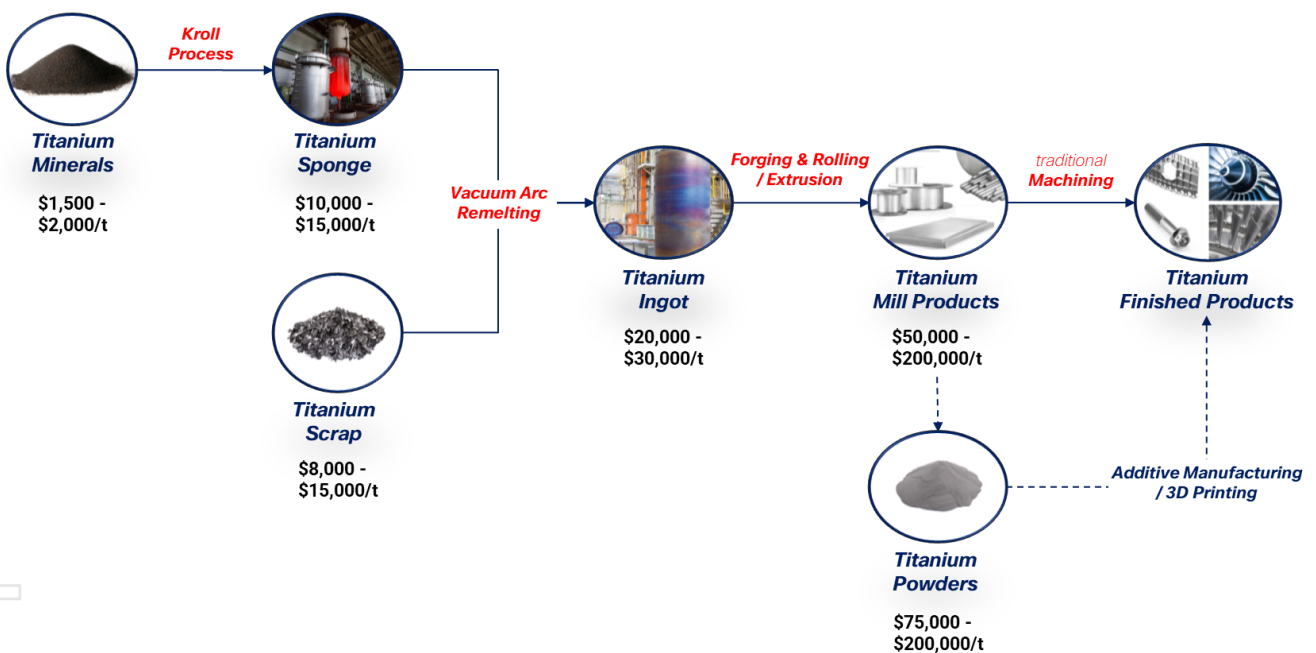 Kroll
Process
Titanium
Minerals
$1,500 -
$2,000/t
Titanium
Sponge
$10,000 -
$15,000/t
Vacuum Arc
Remelting
Titanium
Scrap
$8,000 -
$15,000/t
Titanium
Ingot
$20,000 -
$30,000/t
Forging & Rolling
/ Extrusion
Titanium
Mill Products
$50,000 -
$200,000/t
traditional
Machining
Titanium
Finished Products
Titanium
Powders
$75,000 -
$200,000/t
Additive Manufacturing
/ 3D Printing